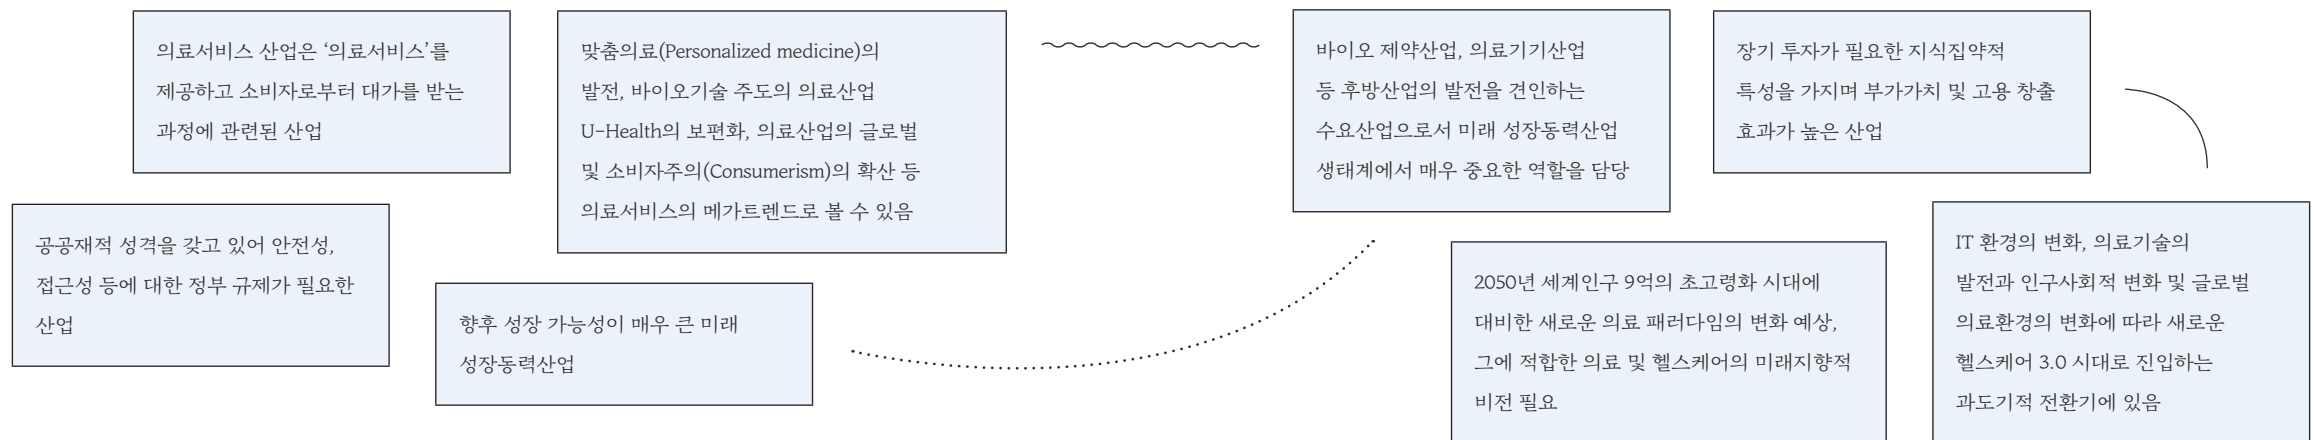 의료서비스 산업은 ‘의료서비스’를
제공하고 소비자로부터 대가를 받는
과정에 관련된 산업
공공재적 성격을 갖고 있어 안전성,
접근성 등에 대한 정부 규제가 필요한
산업
맞춤의료(Personalized medicine)의
발전, 바이오기술 주도의 의료산업
U-Health의 보편화, 의료산업의 글로벌
및 소비자주의(Consumerism)의 확산 등
의료서비스의 메가트렌드로 볼 수 있음
향후 성장 가능성이 매우 큰 미래
성장동력산업
바이오 제약산업, 의료기기산업
등 후방산업의 발전을 견인하는
수요산업으로서 미래 성장동력산업
생태계에서 매우 중요한 역할을 담당
장기 투자가 필요한 지식집약적
특성을 가지며 부가가치 및 고용 창출
효과가 높은 산업
2050년 세계인구 9억의 초고령화 시대에
대비한 새로운 의료 패러다임의 변화 예상,
그에 적합한 의료 및 헬스케어의 미래지향적
비전 필요
IT 환경의 변화, 의료기술의
발전과 인구사회적 변화 및 글로벌
의료환경의 변화에 따라 새로운
헬스케어 3.0 시대로 진입하는
과도기적 전환기에 있음